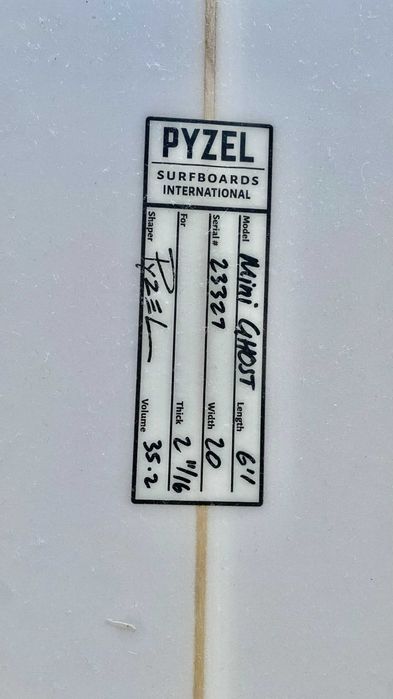 PYZEL
SURFBOARDS
INTERNATIONAL
Model Mini GHOST Length 6'1
Serial # 23327 Width 20
For Thick 2 11/16
Shaper PYZEL Volume 35.2